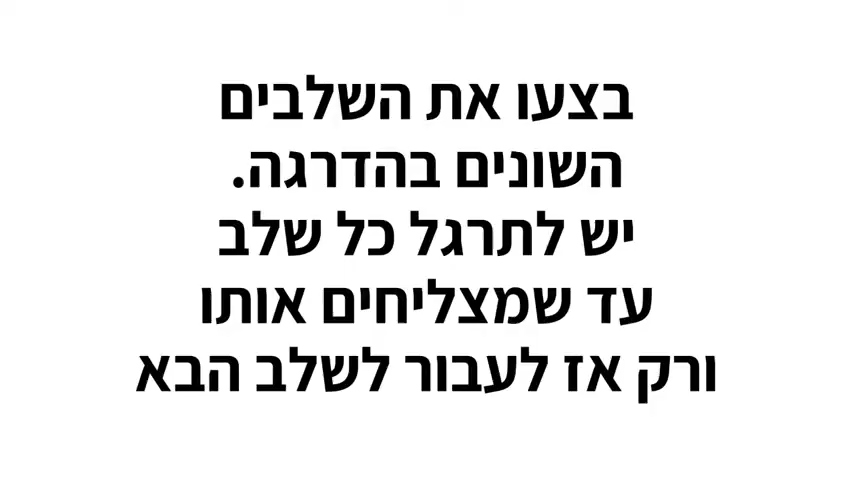 בצעו את השלבים
השונים בהדרגה.
יש לתרגל כל שלב
עד שמצליחים אותו
ורק אז לעבור לשלב הבא